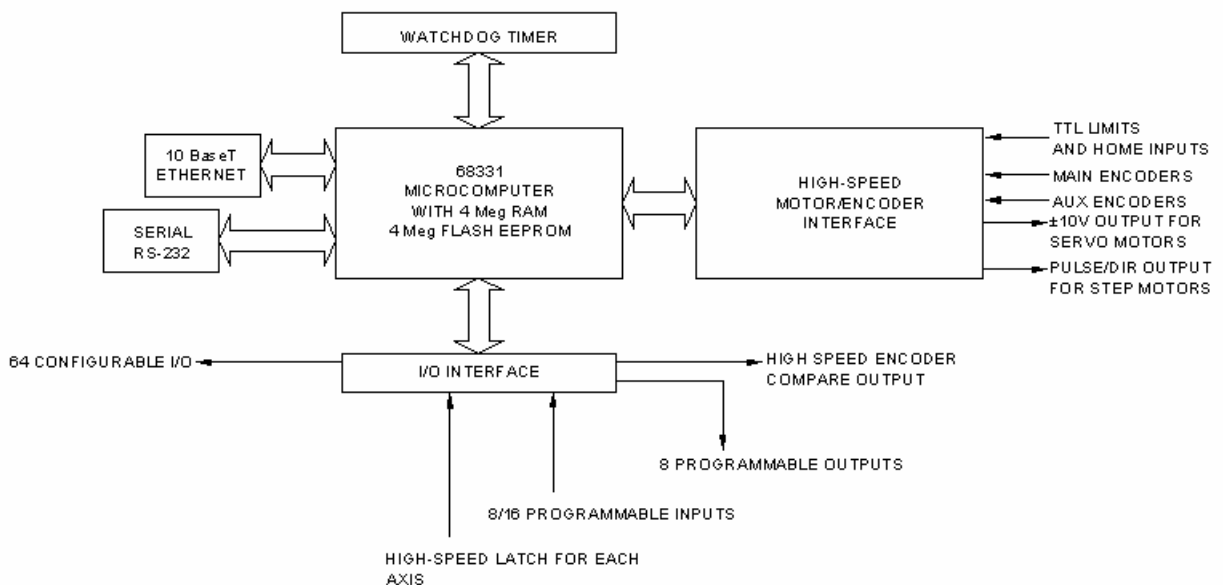 WATCHDOG TIMER
10 BaseT
ETHERNET
SERIAL
RS-232
68331
MICROCOMPUTER
WITH 4 Meg RAM
4 Meg FLASH EEPROM
HIGH-SPEED
MOTOR/ENCODER
INTERFACE
TTL LIMITS
AND HOME INPUTS
MAIN ENCODERS
AUX ENCODERS
±10V OUTPUT FOR
SERVO MOTORS
PULSE/DIR OUTPUT
FOR STEP MOTORS
64 CONFIGURABLE I/O
I/O INTERFACE
HIGH SPEED ENCODER
COMPARE OUTPUT
8 PROGRAMMABLE OUTPUTS
8/16 PROGRAMMABLE INPUTS
HIGH-SPEED LATCH FOR EACH
AXIS